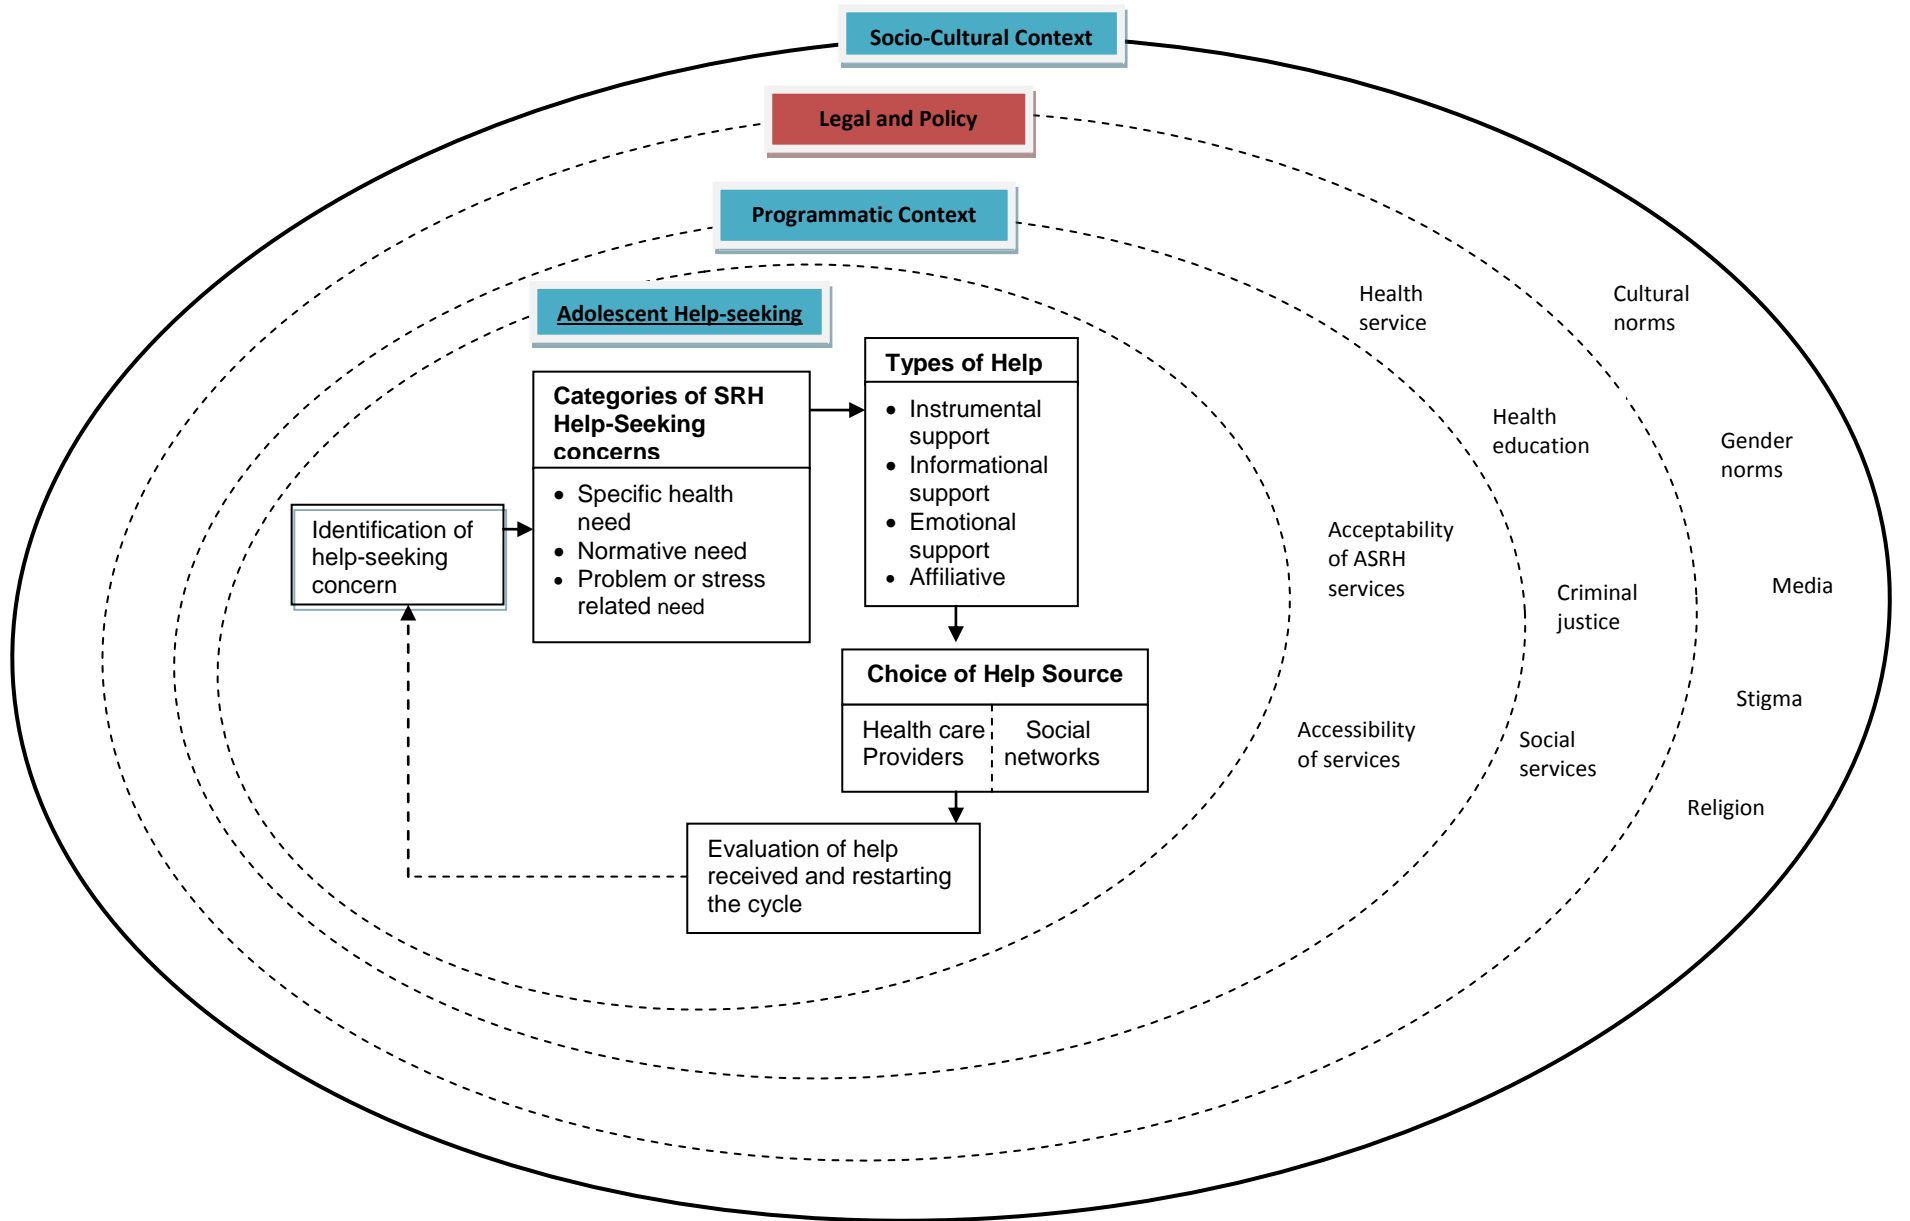 Socio-Cultural Context
Legal and Policy
Programmatic Context
Adolescent Help-seeking
Identification of
help-seeking
concern
Categories of SRH
Help-Seeking
concerns
• Specific health
need
• Normative need
• Problem or stress
related need
Types of Help
• Instrumental
support
• Informational
support
• Emotional
support
• Affiliative
Choice of Help Source
Health care
Providers
Social
networks
Evaluation of help
received and restarting
the cycle
Acceptability
of ASRH
services
Accessibility
of services
Health
service
Health
education
Criminal
justice
Social
services
Cultural
norms
Gender
norms
Media
Stigma
Religion